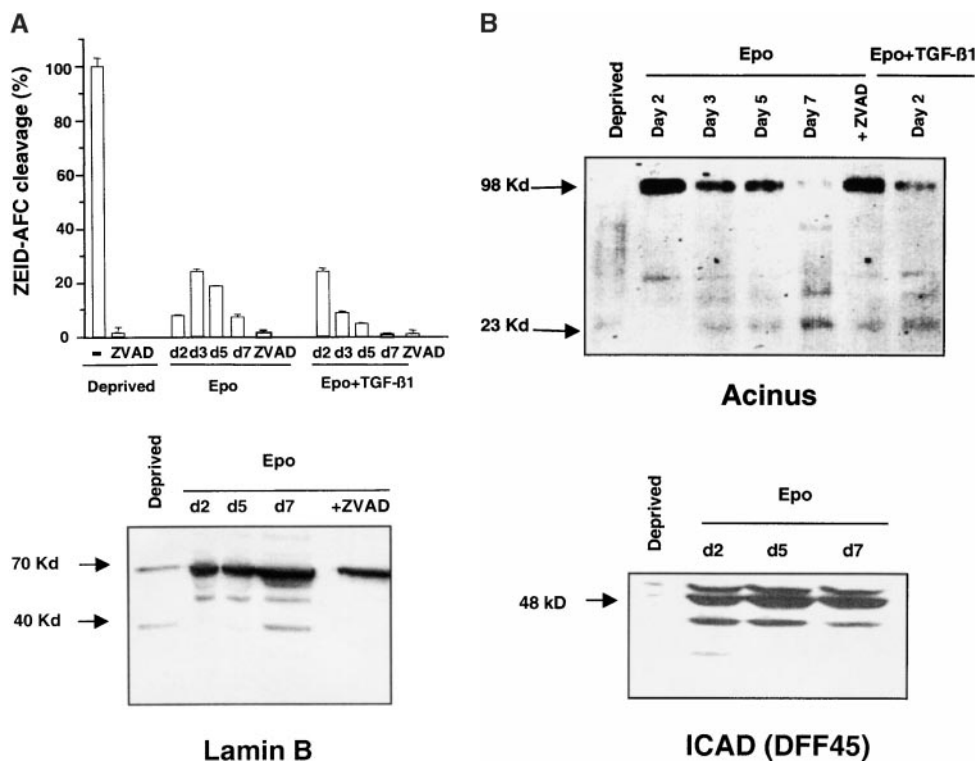 A
ZEID-AFC cleavage (%)
100
80
60
40
20
0
– ZVAD d2 d3 d5 d7 ZVAD d2 d3 d5 d7 ZVAD
Deprived Epo Epo+TGF-ß1
B
Epo Epo+TGF-ß1
Deprived Day 2 Day 3 Day 5 Day 7 + ZVAD Day 2
98 Kd
23 Kd
Acinus
Deprived Epo
d2 d5 d7 +ZVAD
70 Kd
40 Kd
Lamin B
Deprived Epo
d2 d5 d7
48 kD
ICAD (DFF45)